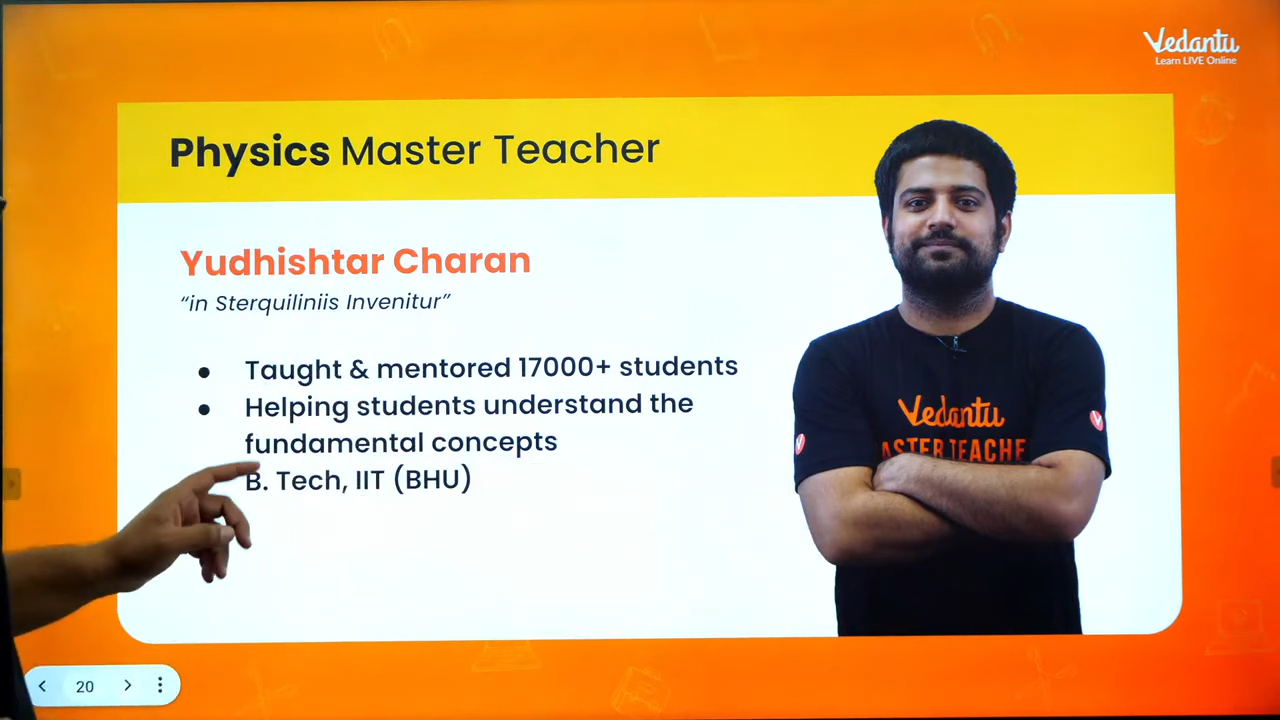 Vedantu
Learn LIVE Online
Physics Master Teacher
Yudhishtar Charan
“in Sterquiliniis Invenitur”
● Taught & mentored 17000+ students
● Helping students understand the
fundamental concepts
B. Tech, IIT (BHU)
Vedantu
ASTER TEACHE
V
V
20